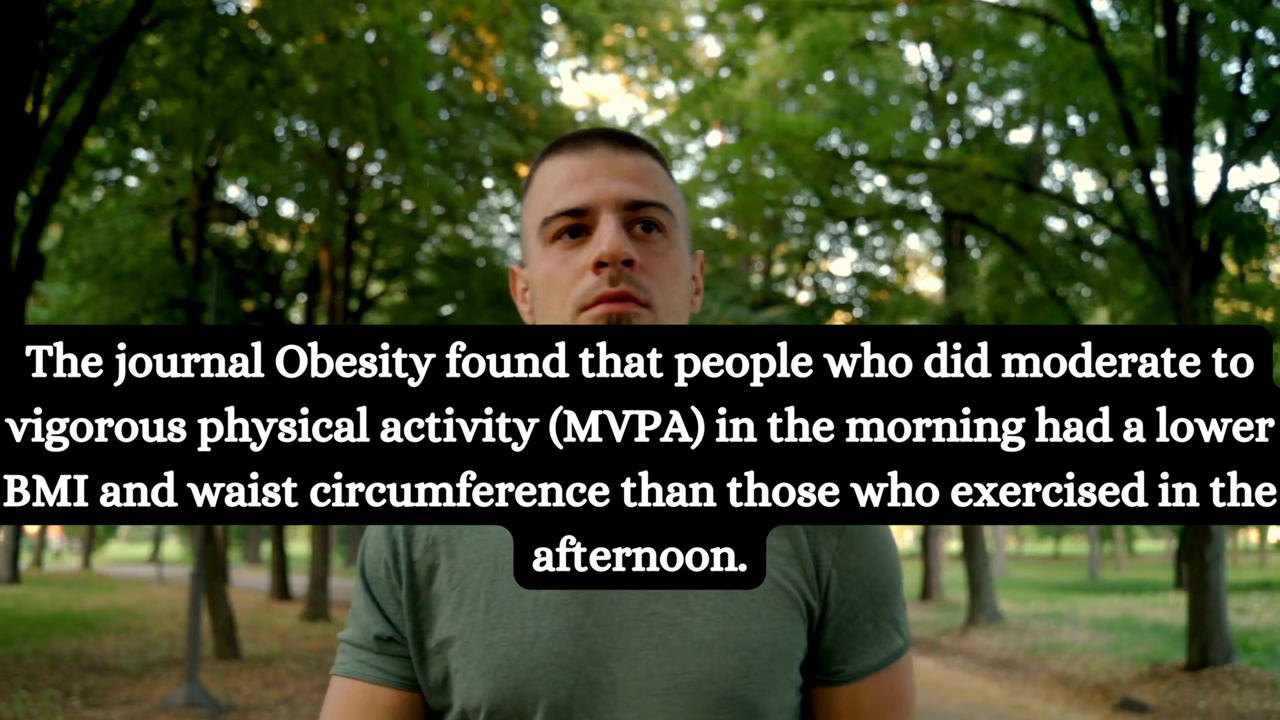 The journal Obesity found that people who did moderate to
vigorous physical activity (MVPA) in the morning had a lower
BMI and waist circumference than those who exercised in the
afternoon.